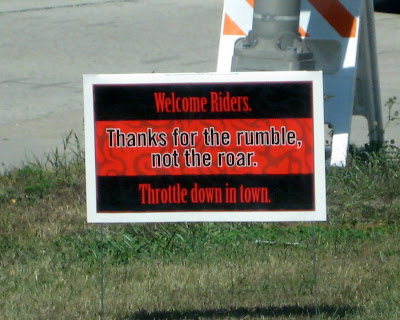 Welcome Riders.
Thanks for the rumble,
not the roar.
Throttle down in town.